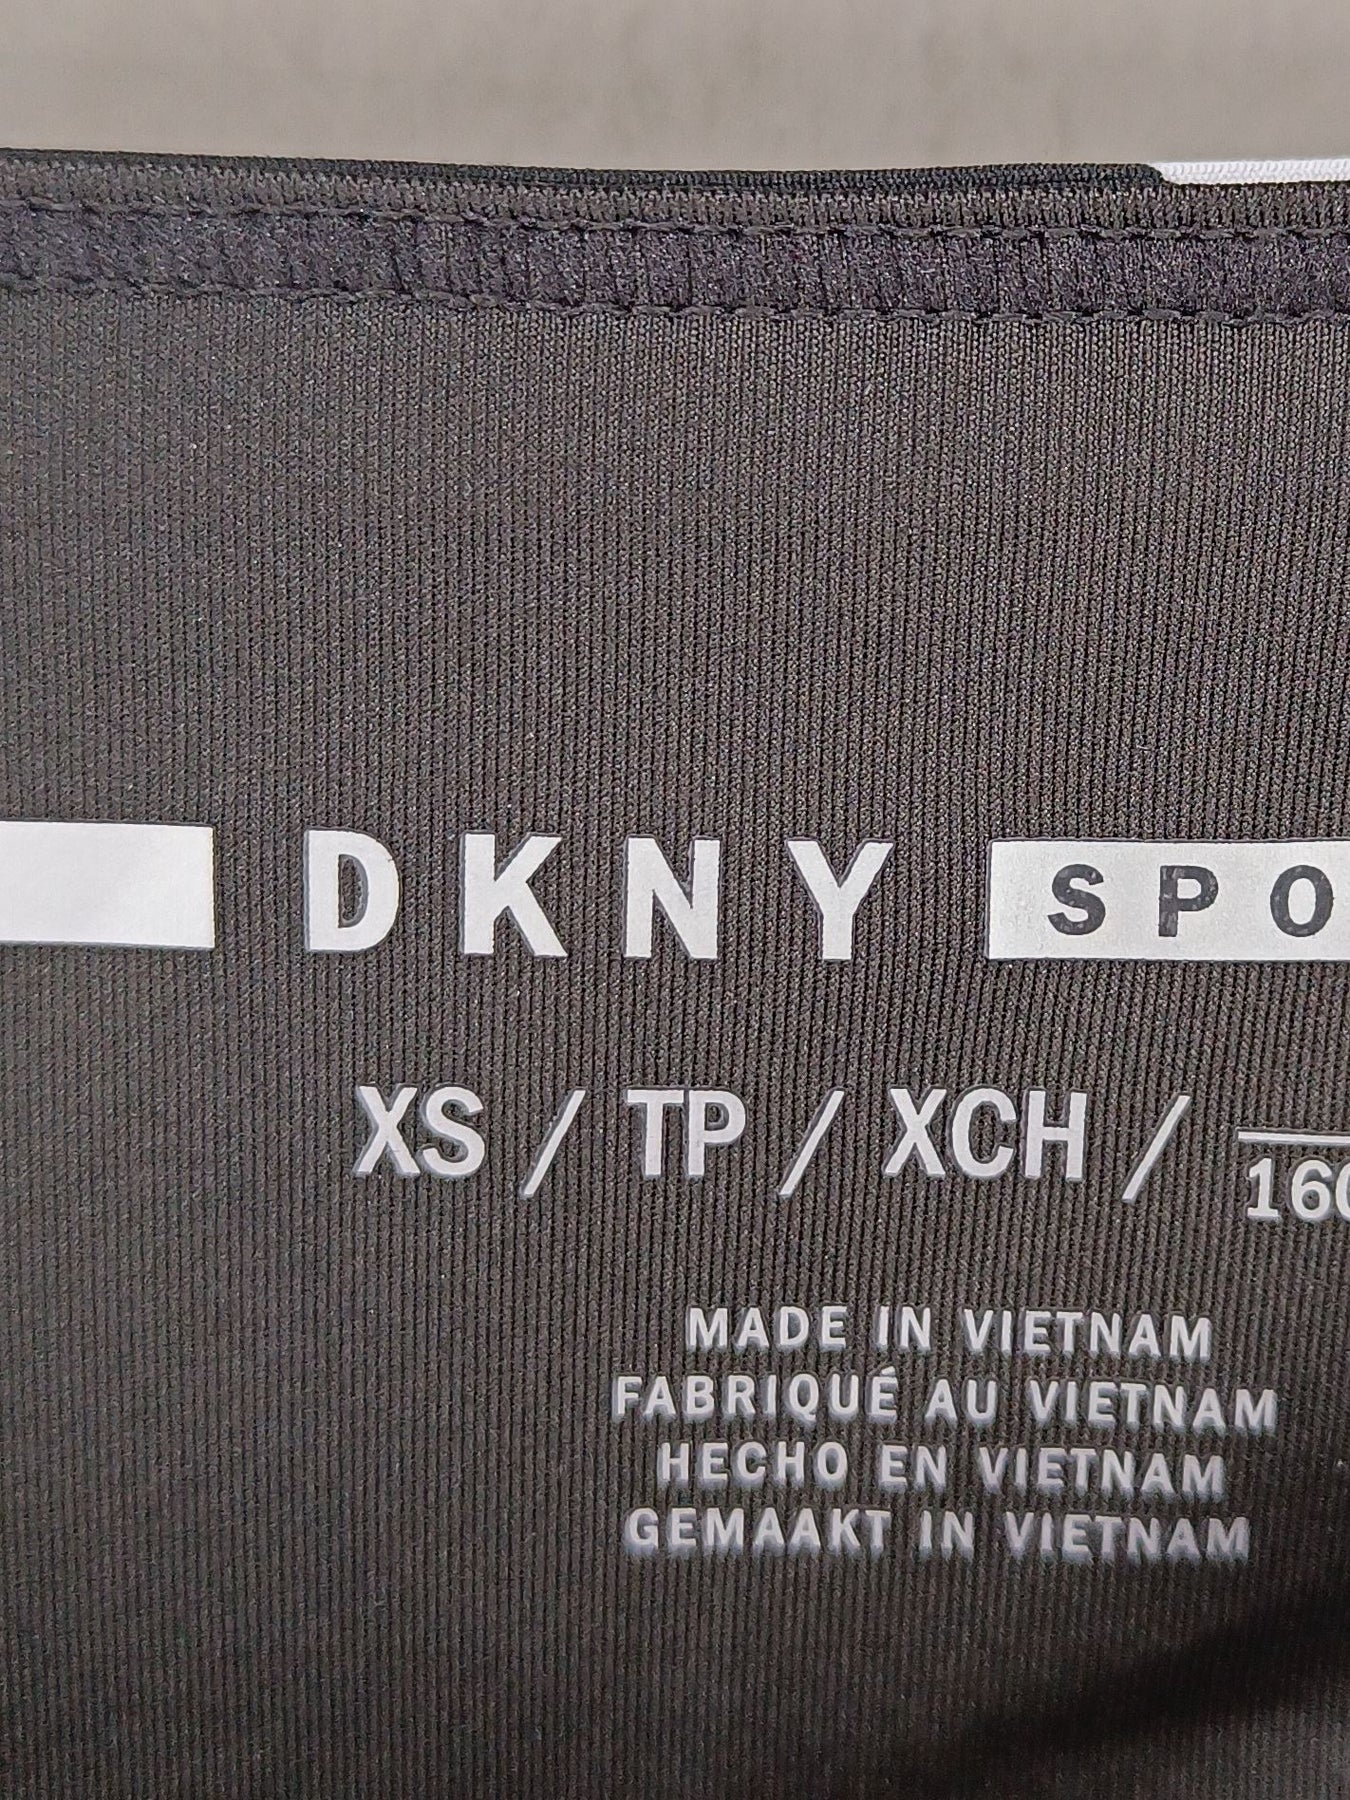 DKNY SPO
XS / TP / XCH /
160
MADE IN VIETNAM
FABRIQUÉ AU VIETNAM
HECHO EN VIETNAM
GEMAAKT IN VIETNAM